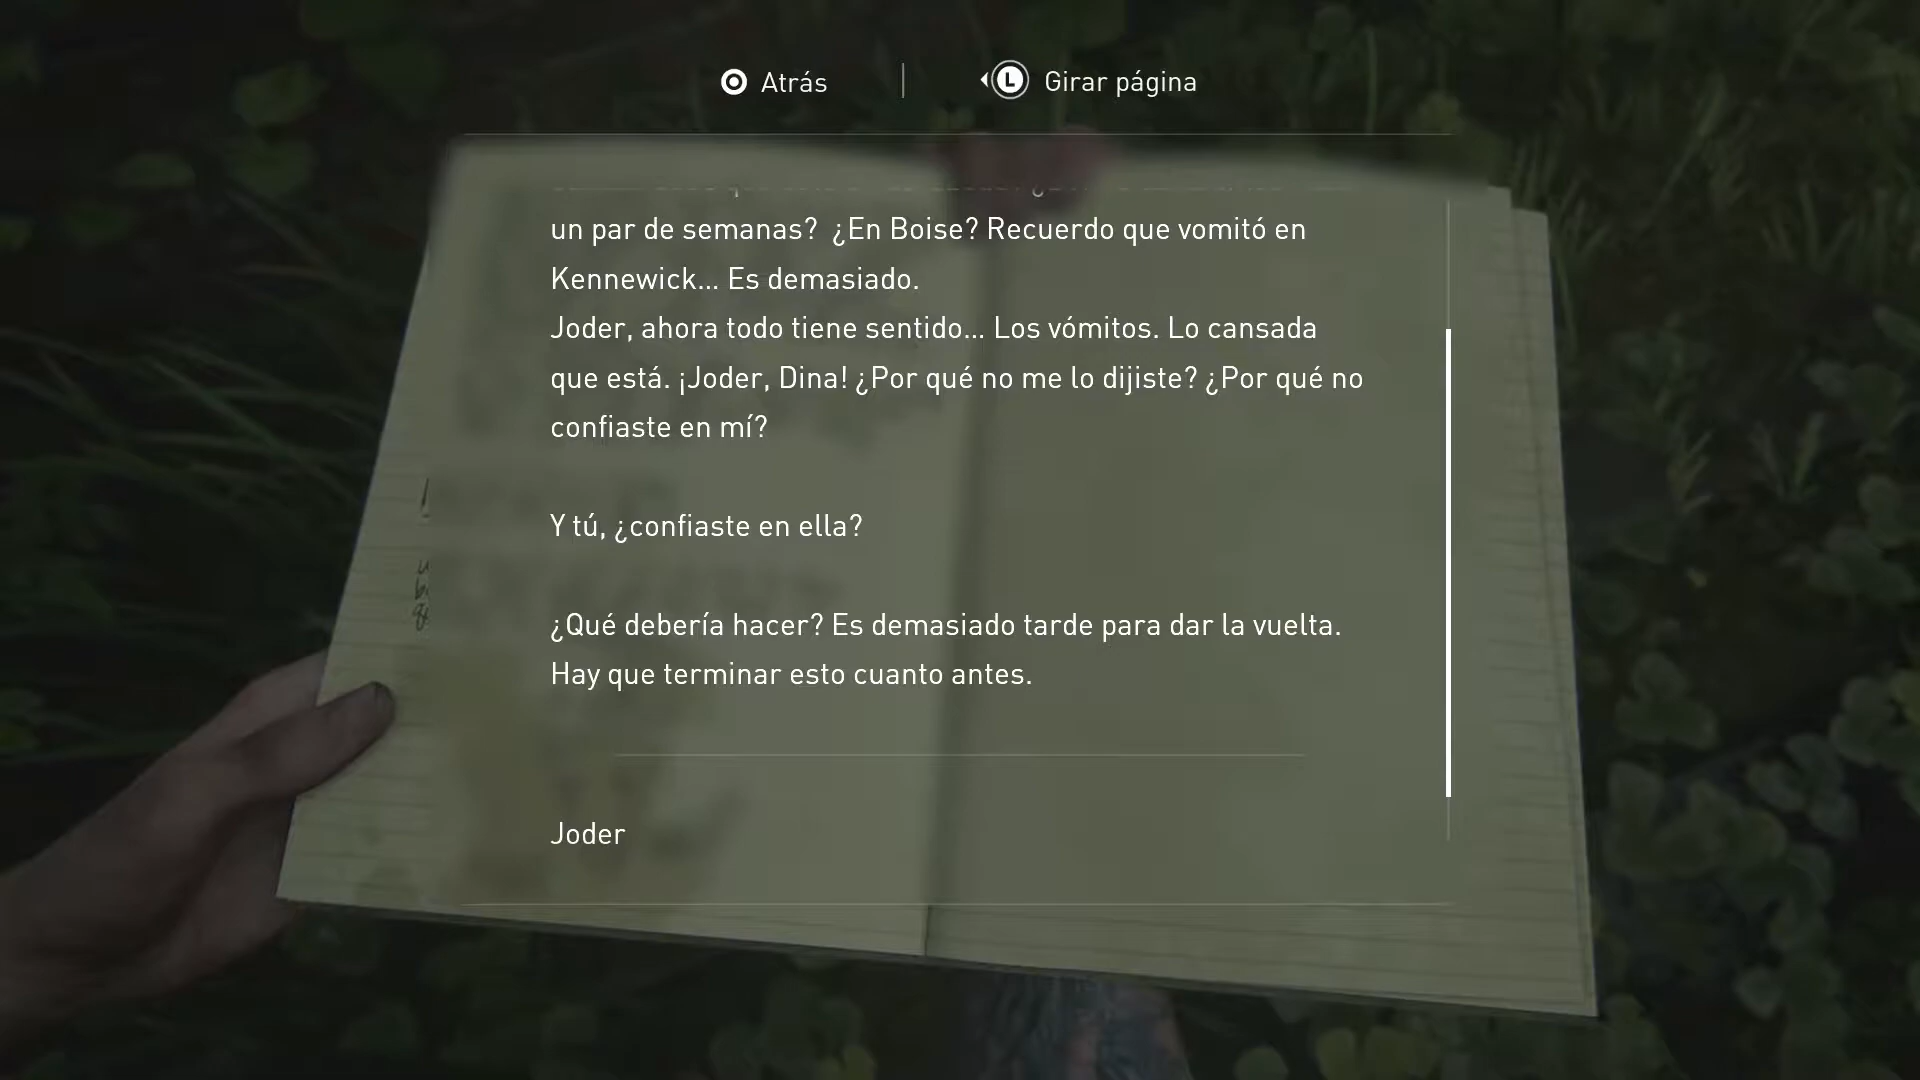 Atrás
Girar página
un par de semanas? ¿En Boise? Recuerdo que vomitó en
Kennewick... Es demasiado.
Joder, ahora todo tiene sentido... Los vómitos. Lo cansada
que está. ¡Joder, Dina! ¿Por qué no me lo dijiste? ¿Por qué no
confiaste en mí?
Y tú, ¿confiaste en ella?
¿Qué debería hacer? Es demasiado tarde para dar la vuelta.
Hay que terminar esto cuanto antes.
Joder